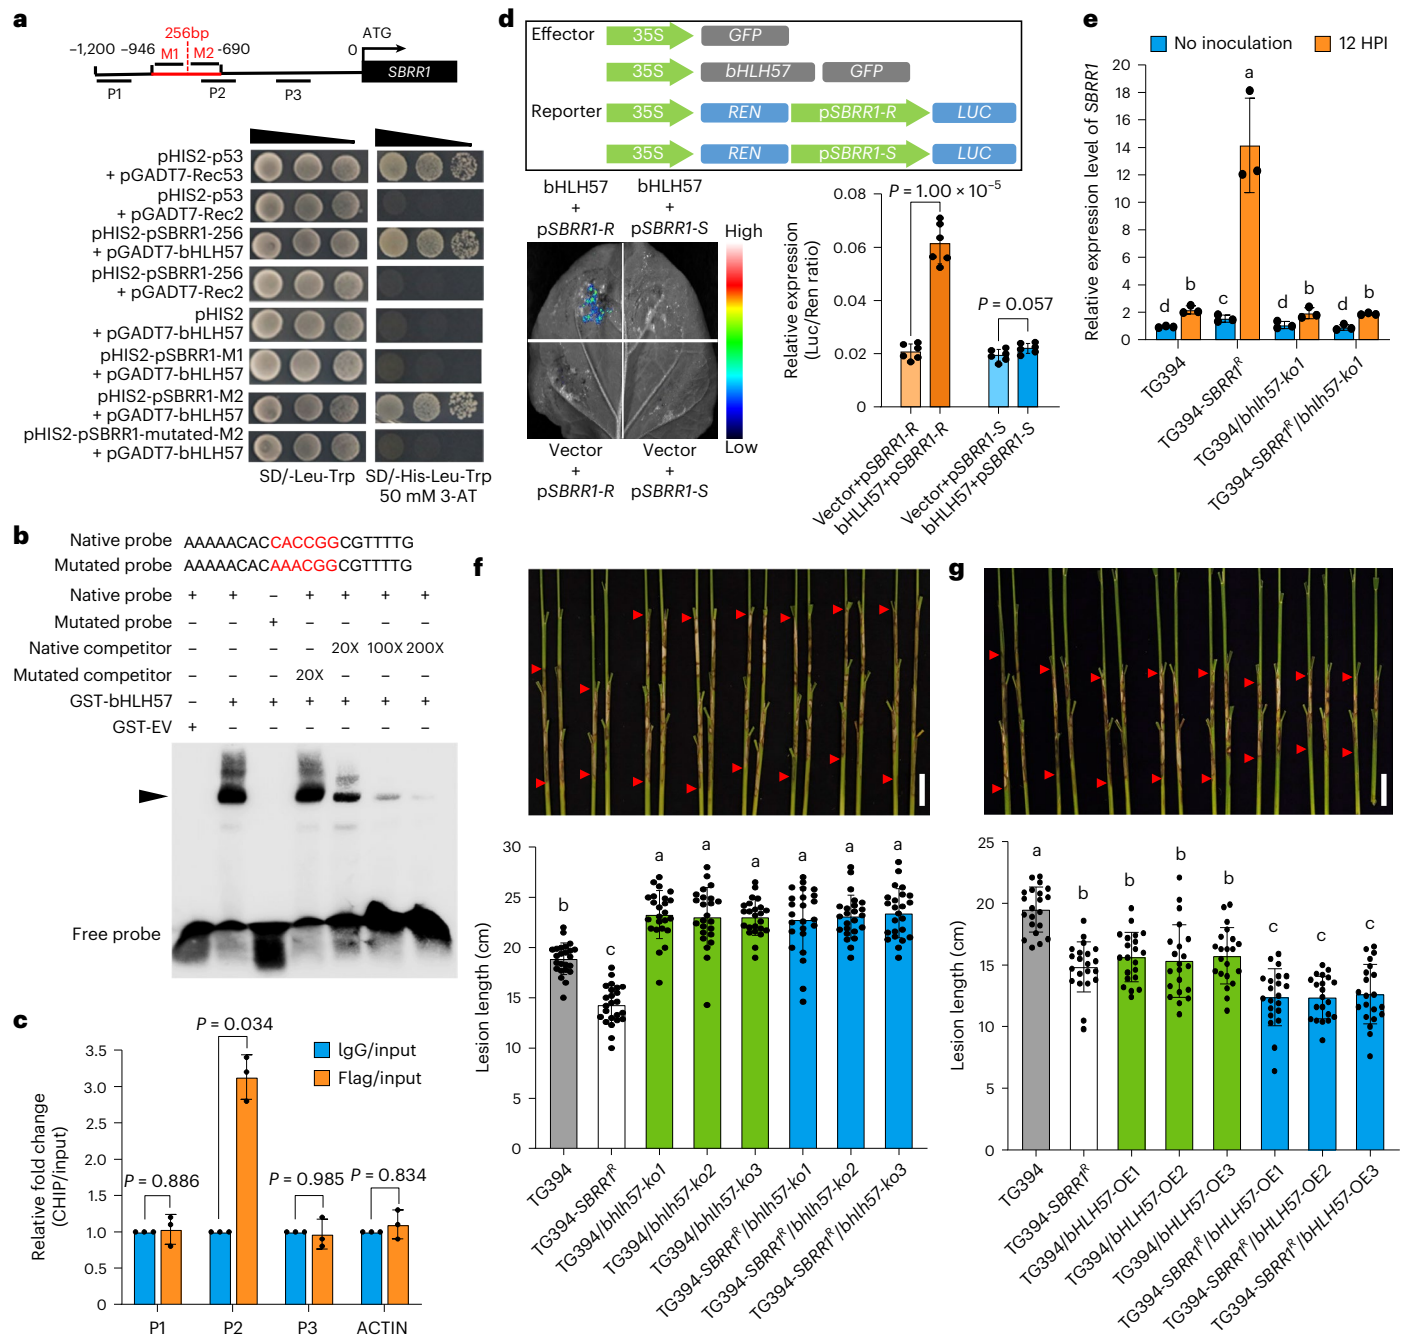 a
256bp
ATG
–1,200
–946
M1
M2
-690
0
SBRR1
P1
P2
P3
pHIS2-p53
+ pGADT7-Rec53
pHIS2-p53
+ pGADT7-Rec2
pHIS2-pSBRR1-256
+ pGADT7-bHLH57
pHIS2-pSBRR1-256
+ pGADT7-Rec2
pHIS2
+ pGADT7-bHLH57
pHIS2-pSBRR1-M1
+ pGADT7-bHLH57
pHIS2-pSBRR1-M2
+ pGADT7-bHLH57
pHIS2-pSBRR1-mutated-M2
+ pGADT7-bHLH57
SD/-Leu-Trp
SD/-His-Leu-Trp
50 mM 3-AT
b
Native probe AAAAACACCACCGGCGTTTTG
Mutated probe AAAAACACAAACGGCGTTTTG
Native probe + + – + + + +
Mutated probe – – + – – – –
Native competitor – – – – 20X 100X 200X
Mutated competitor – – – 20X – – –
GST-bHLH57 – + + + + + +
GST-EV + – – – – – –
Free probe
c
P = 0.034
IgG/input
Flag/input
P = 0.886
P = 0.985
P = 0.834
Relative fold change
(CHIP/input)
3.5
3.0
2.5
2.0
1.5
1.0
0.5
0
P1
P2
P3
ACTIN
d
Effector
35S
GFP
35S
bHLH57
GFP
Reporter
35S
REN
pSBRR1-R
LUC
35S
REN
pSBRR1-S
LUC
bHLH57
+
pSBRR1-R
bHLH57
+
pSBRR1-S
High
Low
Vector
+
pSBRR1-R
Vector
+
pSBRR1-S
Relative expression
(Luc/Ren ratio)
0.08
0.06
0.04
0.02
0
P = 1.00 × 10⁻⁵
P = 0.057
Vector+pSBRR1-R
bHLH57+pSBRR1-R
Vector+pSBRR1-S
bHLH57+pSBRR1-S
e
No inoculation
12 HPI
Relative expression level of SBRR1
20
18
16
14
12
10
8
6
4
2
0
d
b
c
a
d
b
d
b
TG394
TG394-SBRR1ᴿ
TG394/bhlh57-ko1
TG394-SBRR1ᴿ/bhlh57-ko1
f
Lesion length (cm)
30
25
20
15
10
5
0
b
c
a
a
a
a
a
a
TG394
TG394-SBRR1ᴿ
TG394/bhlh57-ko1
TG394/bhlh57-ko2
TG394/bhlh57-ko3
TG394-SBRR1ᴿ/bhlh57-ko1
TG394-SBRR1ᴿ/bhlh57-ko2
TG394-SBRR1ᴿ/bhlh57-ko3
g
Lesion length (cm)
25
20
15
10
5
0
a
b
b
b
b
c
c
c
TG394
TG394-SBRR1ᴿ
TG394/bHLH57-OE1
TG394/bHLH57-OE2
TG394/bHLH57-OE3
TG394-SBRR1ᴿ/bHLH57-OE1
TG394-SBRR1ᴿ/bHLH57-OE2
TG394-SBRR1ᴿ/bHLH57-OE3